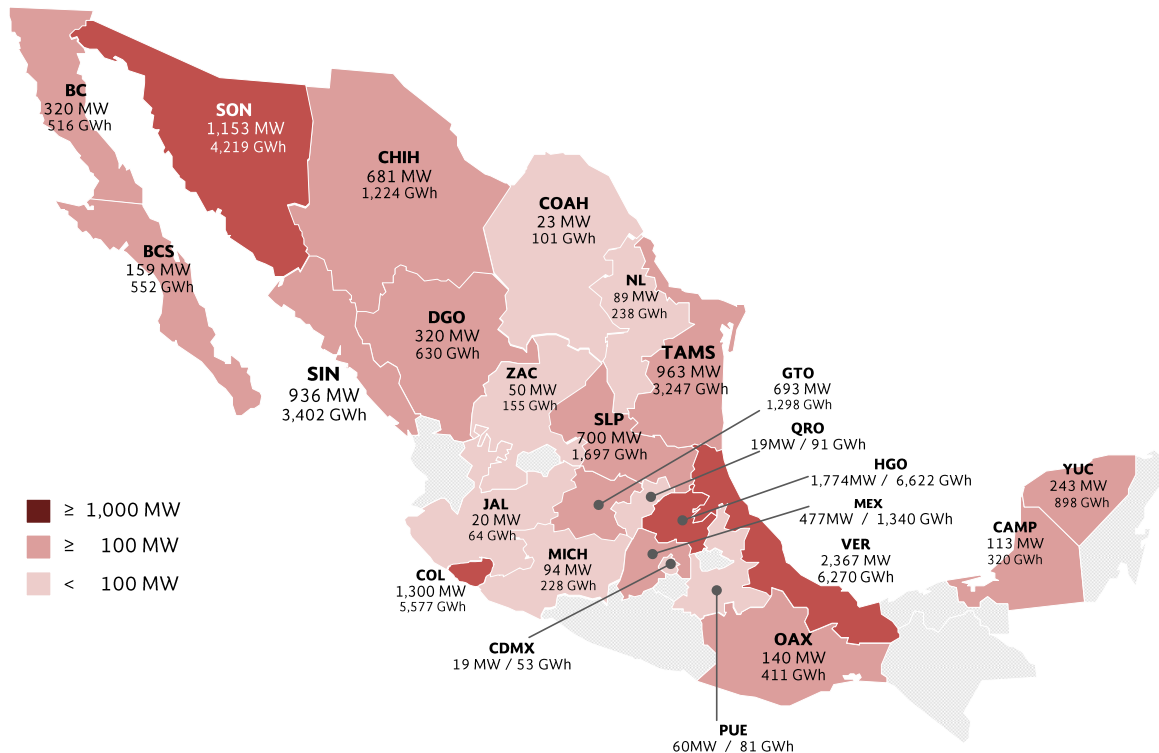 BC
320 MW
516 GWh
SON
1,153 MW
4,219 GWh
CHIH
681 MW
1,224 GWh
COAH
23 MW
101 GWh
BCS
159 MW
552 GWh
NL
89 MW
238 GWh
DGO
320 MW
630 GWh
TAMS
963 MW
3,247 GWh
SIN
936 MW
3,402 GWh
ZAC
50 MW
155 GWh
GTO
693 MW
1,298 GWh
SLP
700 MW
1,697 GWh
QRO
19MW / 91 GWh
HGO
1,774MW / 6,622 GWh
YUC
243 MW
898 GWh
MEX
477MW / 1,340 GWh
JAL
20 MW
64 GWh
CAMP
113 MW
320 GWh
VER
2,367 MW
6,270 GWh
MICH
94 MW
228 GWh
COL
1,300 MW
5,577 GWh
CDMX
19 MW / 53 GWh
OAX
140 MW
411 GWh
PUE
60MW / 81 GWh
≥ 1,000 MW
≥ 100 MW
< 100 MW